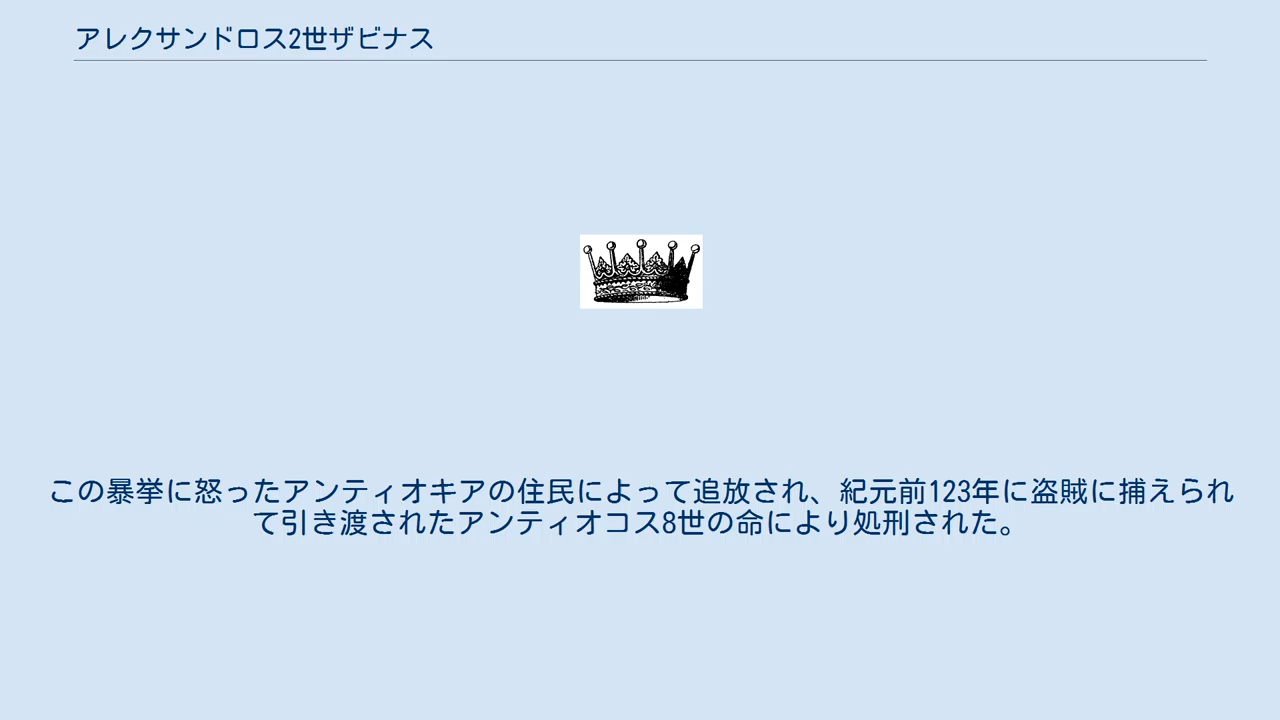 アレクサンドロス2世ザビナス
この暴挙に怒ったアンティオキアの住民によって追放され、紀元前123年に盗賊に捕えられ
て引き渡されたアンティオコス8世の命により処刑された。